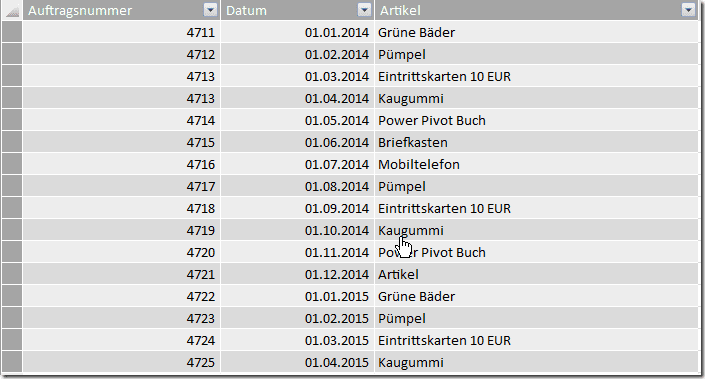 Auftragsnummer Datum Artikel
4711 01.01.2014 Grüne Bäder
4712 01.02.2014 Pümpel
4713 01.03.2014 Eintrittskarten 10 EUR
4713 01.04.2014 Kaugummi
4714 01.05.2014 Power Pivot Buch
4715 01.06.2014 Briefkasten
4716 01.07.2014 Mobiltelefon
4717 01.08.2014 Pümpel
4718 01.09.2014 Eintrittskarten 10 EUR
4719 01.10.2014 Kaugummi
4720 01.11.2014 Power Pivot Buch
4721 01.12.2014 Artikel
4722 01.01.2015 Grüne Bäder
4723 01.02.2015 Pümpel
4724 01.03.2015 Eintrittskarten 10 EUR
4725 01.04.2015 Kaugummi